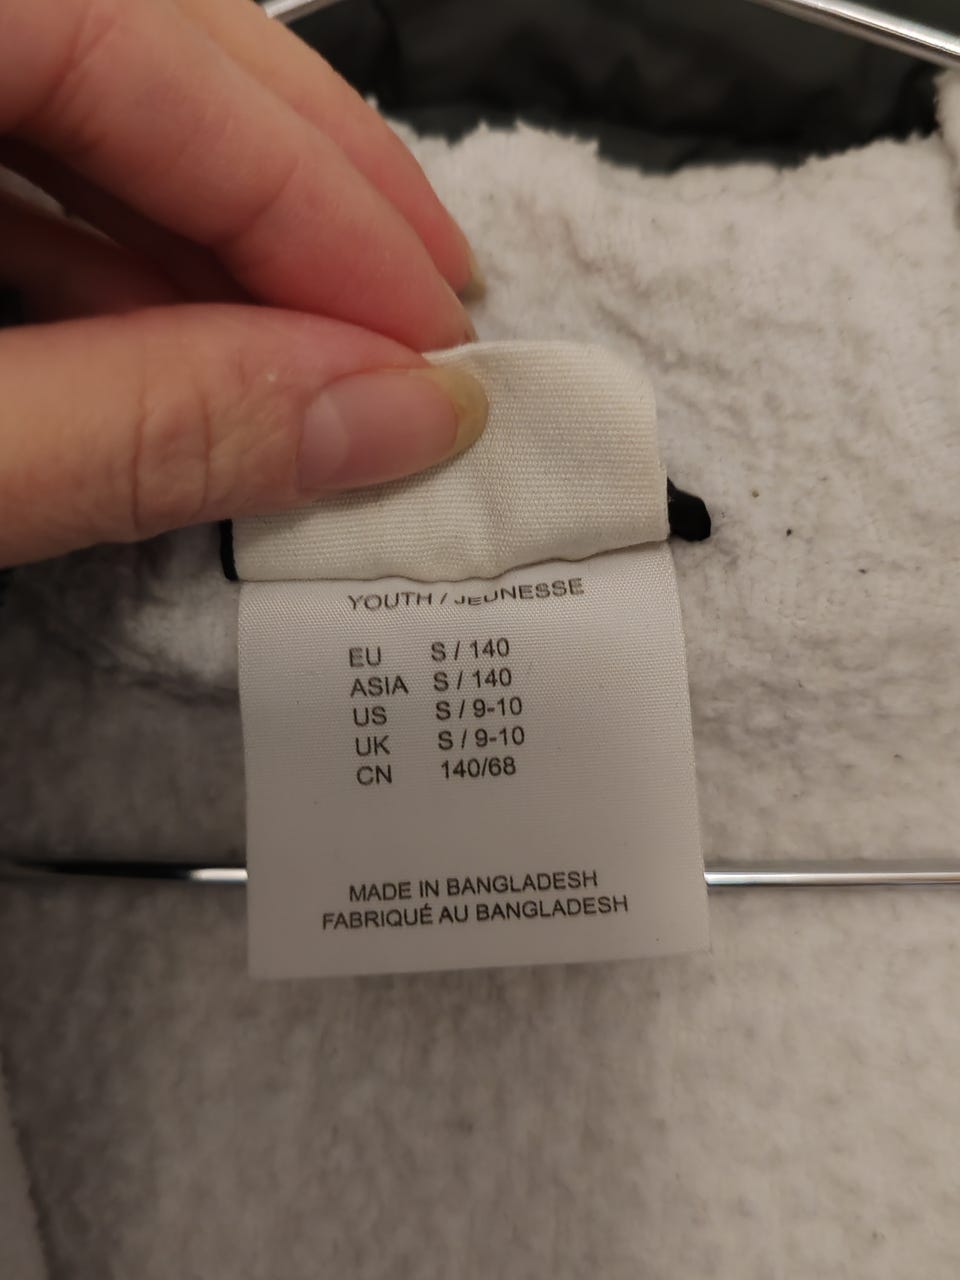 YOUTH / JEUNESSE
EU S / 140
ASIA S / 140
US S / 9-10
UK S / 9-10
CN 140/68
MADE IN BANGLADESH
FABRIQUÉ AU BANGLADESH